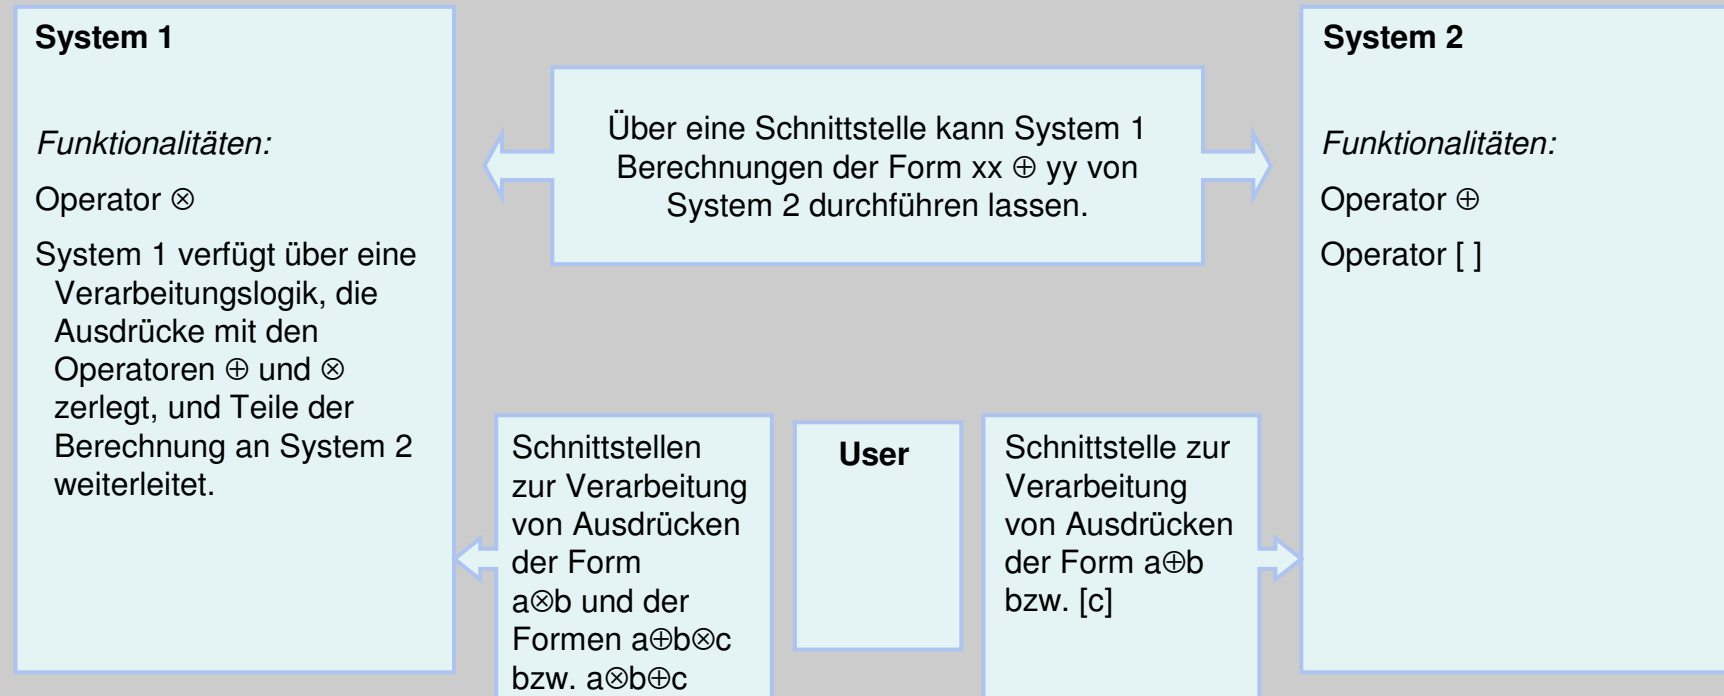 System 1
Funktionalitäten:
Operator ⊗
System 1 verfügt über eine
Verarbeitungslogik, die
Ausdrücke mit den
Operatoren ⊕ und ⊗
zerlegt, und Teile der
Berechnung an System 2
weiterleitet.
Über eine Schnittstelle kann System 1
Berechnungen der Form xx ⊕ yy von
System 2 durchführen lassen.
System 2
Funktionalitäten:
Operator ⊕
Operator [ ]
Schnittstellen
zur Verarbeitung
von Ausdrücken
der Form
a⊗b und der
Formen a⊕b⊗c
bzw. a⊗b⊕c
User
Schnittstelle zur
Verarbeitung
von Ausdrücken
der Form a⊕b
bzw. [c]